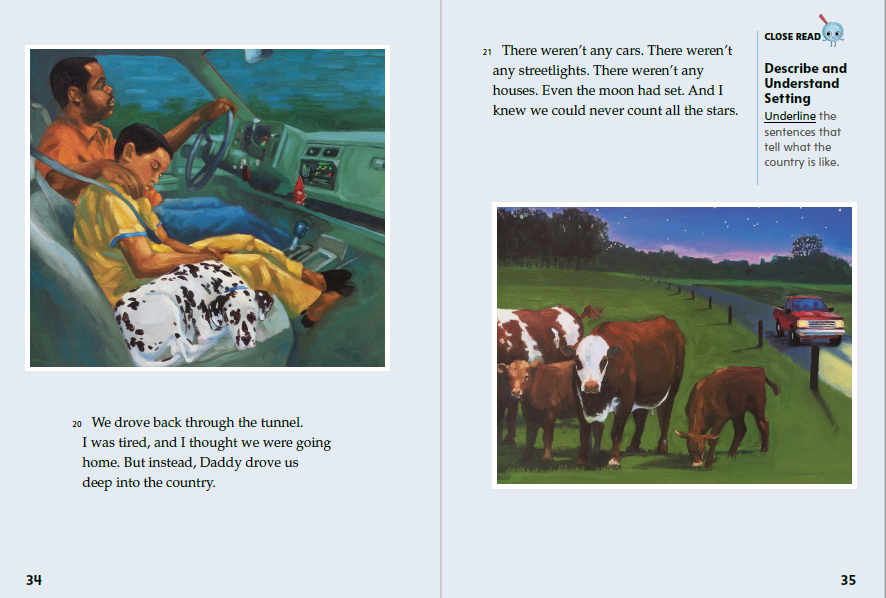 20 We drove back through the tunnel.
I was tired, and I thought we were going
home. But instead, Daddy drove us
deep into the country.
34
21 There weren’t any cars. There weren’t
any streetlights. There weren’t any
houses. Even the moon had set. And I
knew we could never count all the stars.
CLOSE READ
Describe and
Understand
Setting
Underline the
sentences that
tell what the
country is like.
35